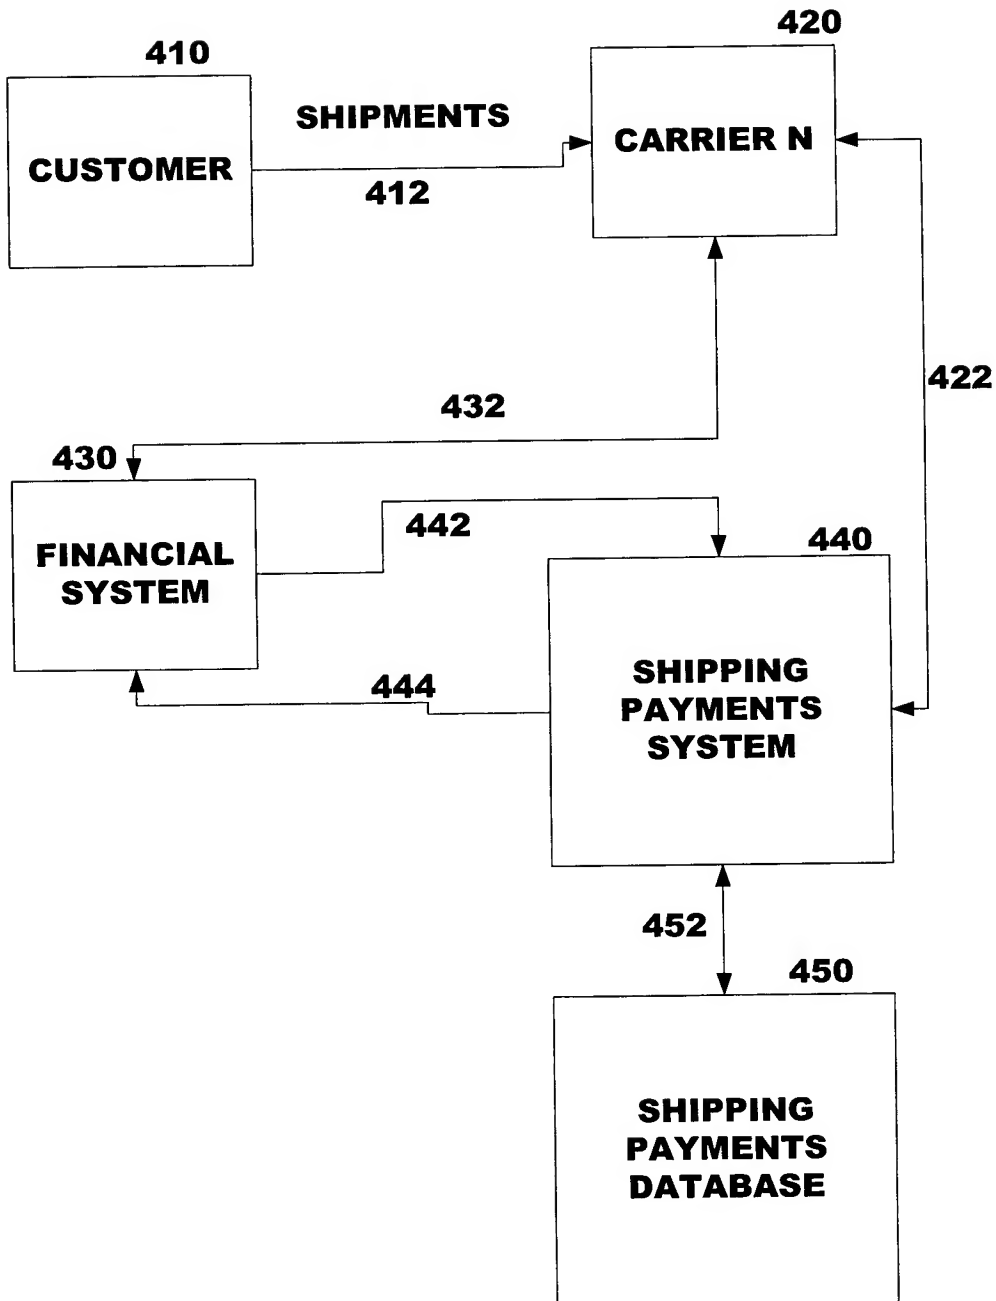 410
420
SHIPMENTS
CUSTOMER
CARRIER N
412
422
432
430
442
440
FINANCIAL
SYSTEM
444
SHIPPING
PAYMENTS
SYSTEM
452
450
SHIPPING
PAYMENTS
DATABASE